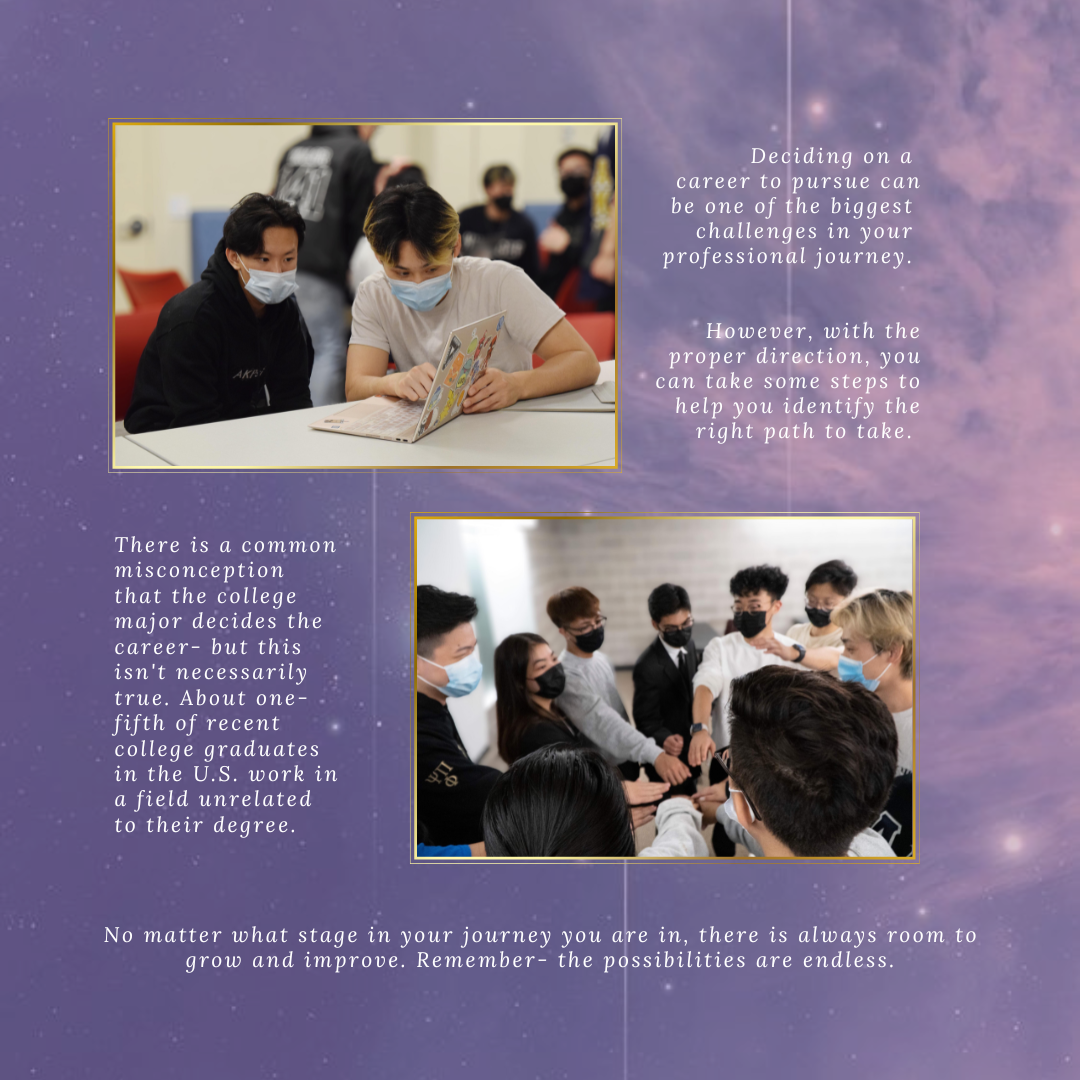 Deciding on a
career to pursue can
be one of the biggest
challenges in your
professional journey.
However, with the
proper direction, you
can take some steps to
help you identify the
right path to take.
There is a common
misconception
that the college
major decides the
career- but this
isn't necessarily
true. About one-
fifth of recent
college graduates
in the U.S. work in
a field unrelated
to their degree.
ΨΠ
ΨΦ
No matter what stage in your journey you are in, there is always room to
grow and improve. Remember- the possibilities are endless.